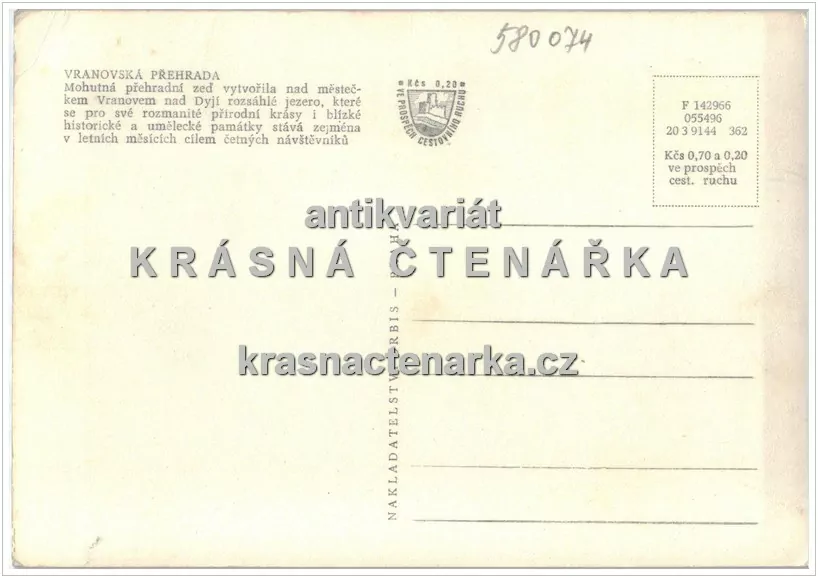 580074
VRANOVSKÁ PŘEHRADA
Mohutná přehradní zeď vytvořila nad městeč-
kem Vranovem nad Dyjí rozsáhlé jezero, které
se pro své rozmanité přírodní krásy i blízké
historické a umělecké památky stává zejména
v letních měsících cílem četných návštěvníků
Kčs 0,20
VE PROSPĚCH CESTOVNÍHO RUCHU
F 142966
055496
20 3 9144 362
Kčs 0,70 a 0,20
ve prospěch
cest. ruchu
antikvariát
KRÁSNÁ ČTENÁŘKA
krasnactenarka.cz
NAKLADATELSTVÍ ORBIS – PRAHA